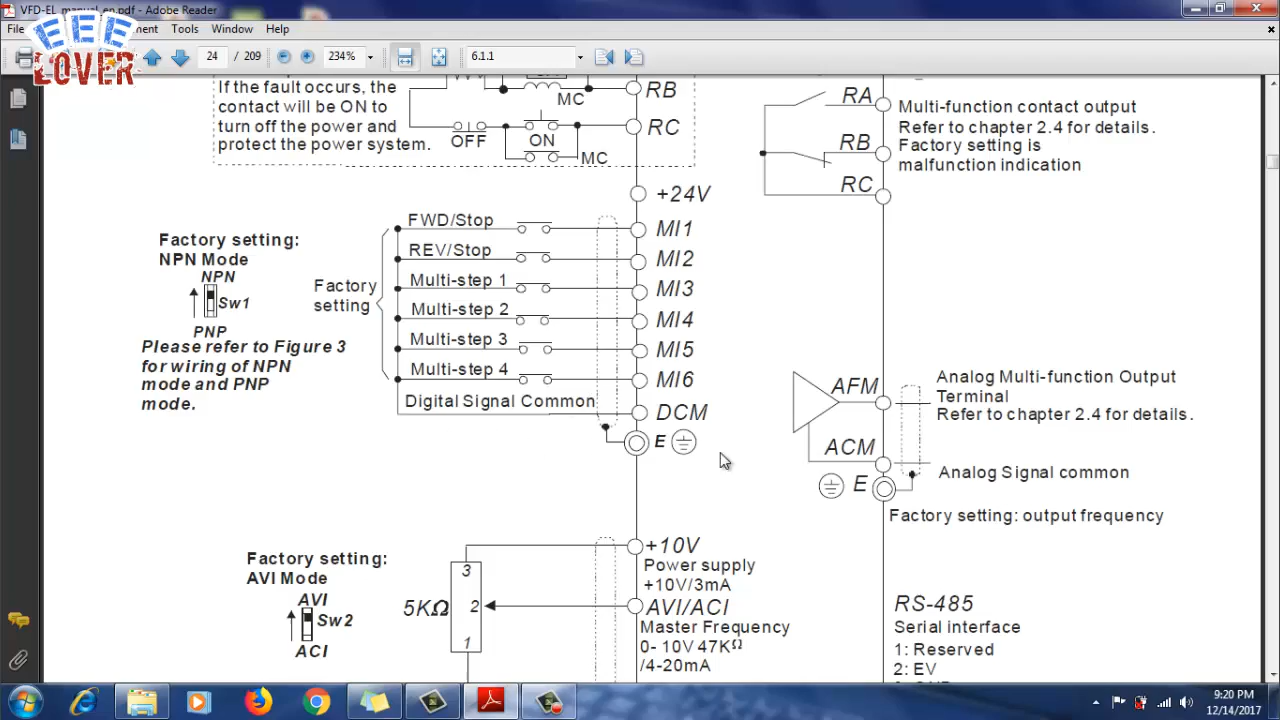 VFD-EL_manual_en.pdf - Adobe Reader
File
Document
Tools
Window
Help
EEE
LOVER
24
/ 209
234%
6.1.1
If the fault occurs, the
contact will be ON to
turn off the power and
protect the power system.
MC
OFF
ON
MC
RB
RC
RA
RB
RC
Multi-function contact output
Refer to chapter 2.4 for details.
Factory setting is
malfunction indication
+24V
Factory setting:
NPN Mode
NPN
Sw1
PNP
Please refer to Figure 3
for wiring of NPN
mode and PNP
mode.
Factory
setting
FWD/Stop
MI1
REV/Stop
MI2
Multi-step 1
MI3
Multi-step 2
MI4
Multi-step 3
MI5
Multi-step 4
MI6
Digital Signal Common
DCM
E
AFM
Analog Multi-function Output
Terminal
Refer to chapter 2.4 for details.
ACM
Analog Signal common
E
Factory setting: output frequency
Factory setting:
AVI Mode
AVI
Sw2
ACI
5KΩ
3
2
1
+10V
Power supply
+10V/3mA
AVI/ACI
Master Frequency
0- 10V 47KΩ
/4-20mA
RS-485
Serial interface
1: Reserved
2: EV
9:20 PM
12/14/2017